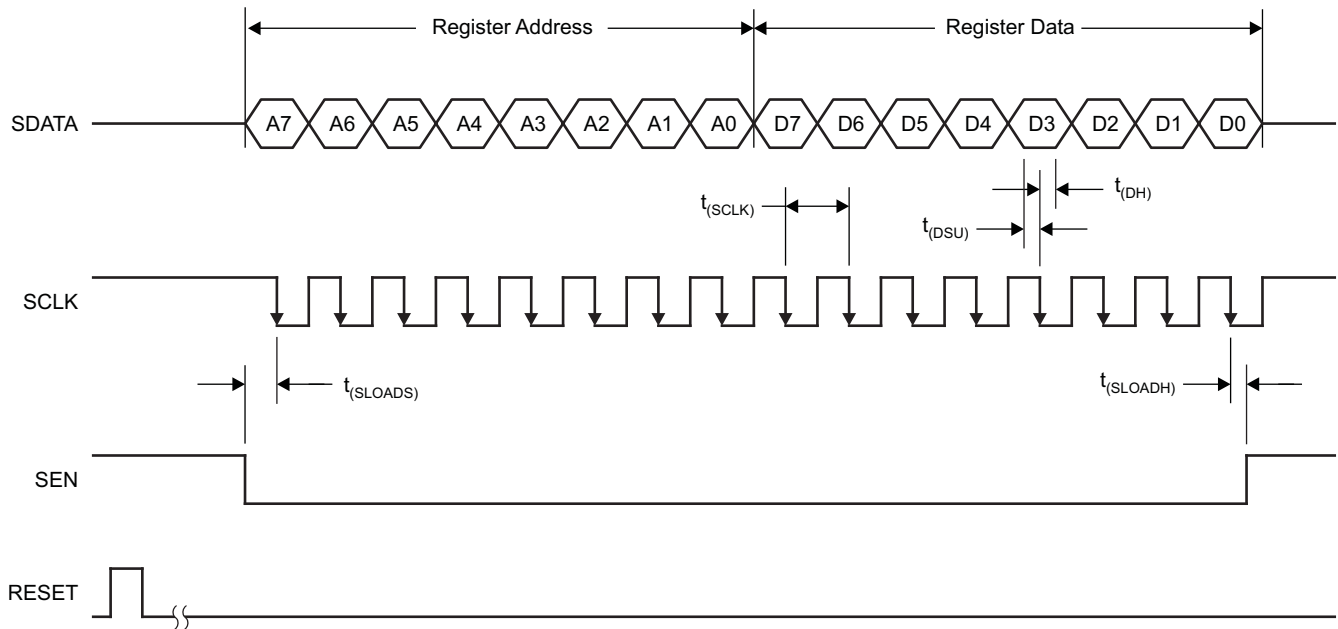 Register Address
Register Data
SDATA
A7 A6 A5 A4 A3 A2 A1 A0 D7 D6 D5 D4 D3 D2 D1 D0
t(SCLK)
t(DH)
t(DSU)
SCLK
t(SLOADS)
t(SLOADH)
SEN
RESET